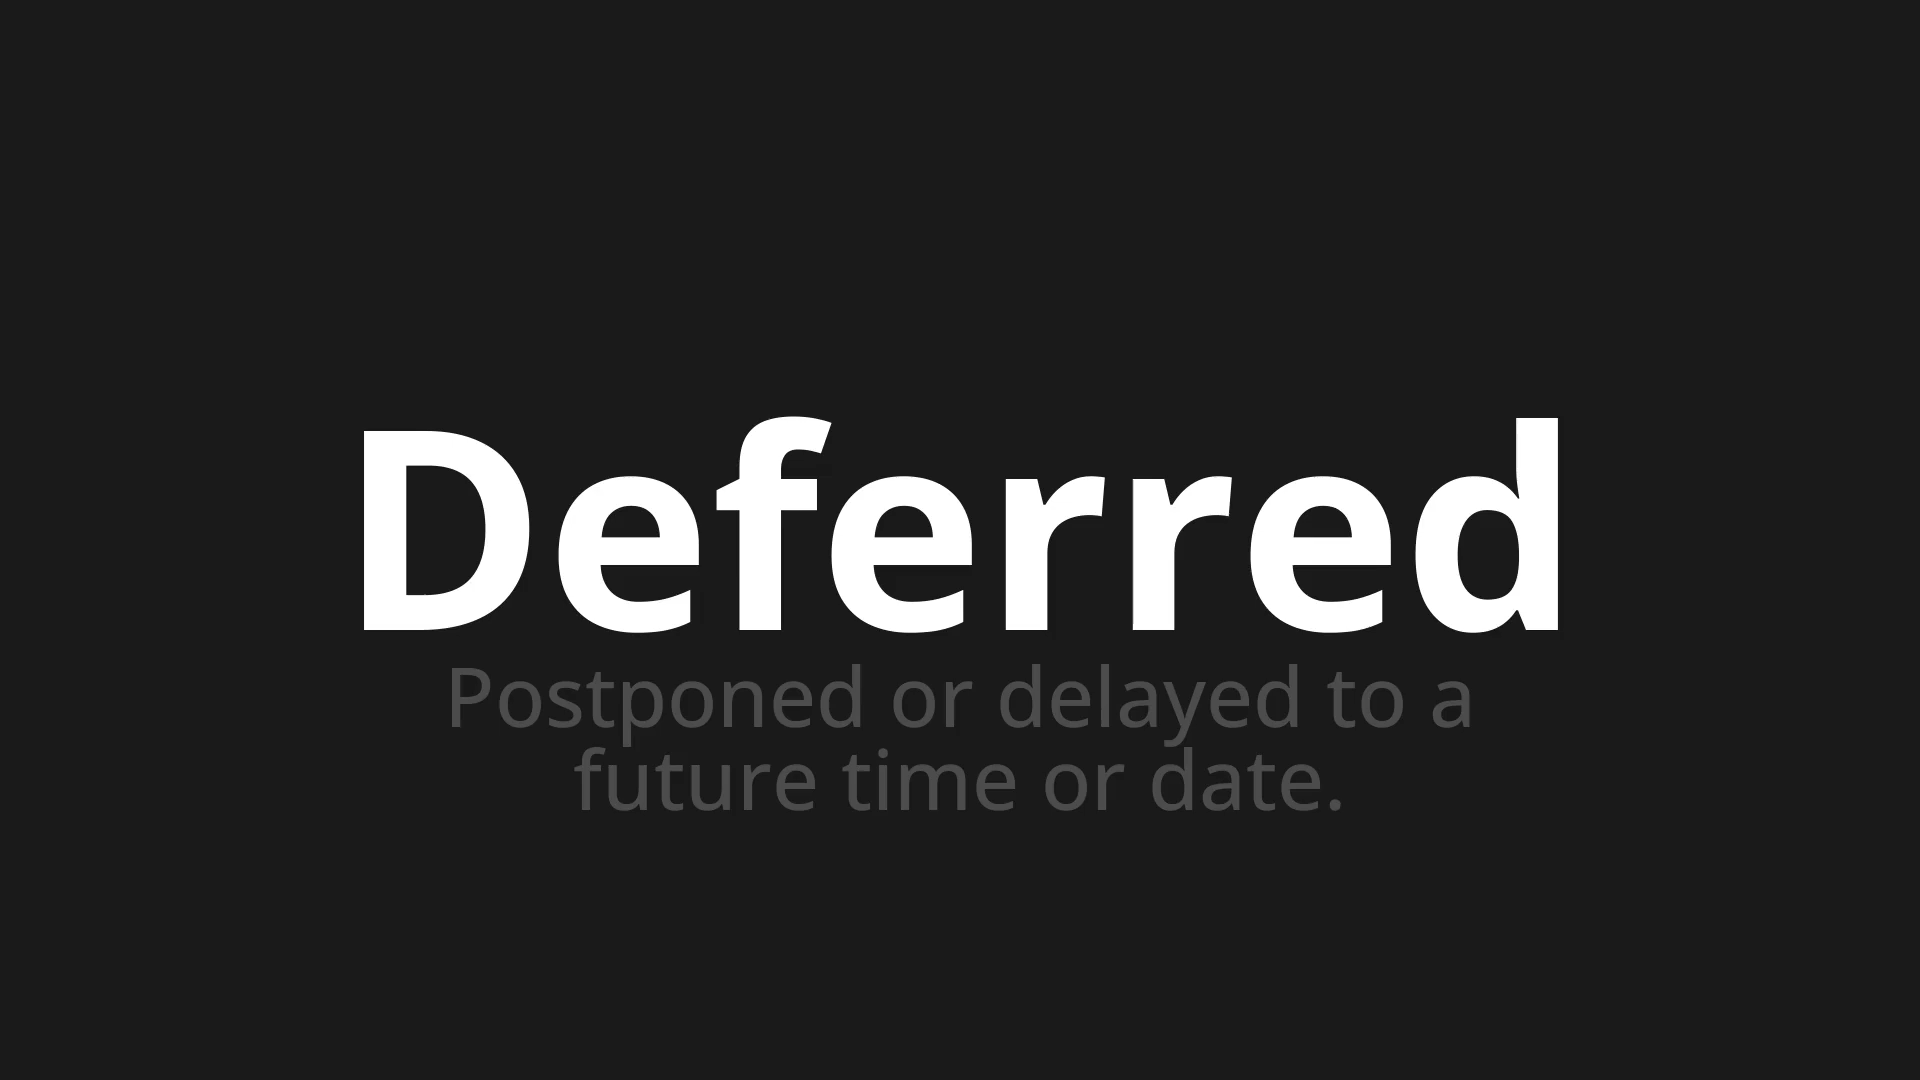 Deferred
Postponed or delayed to a
future time or date.